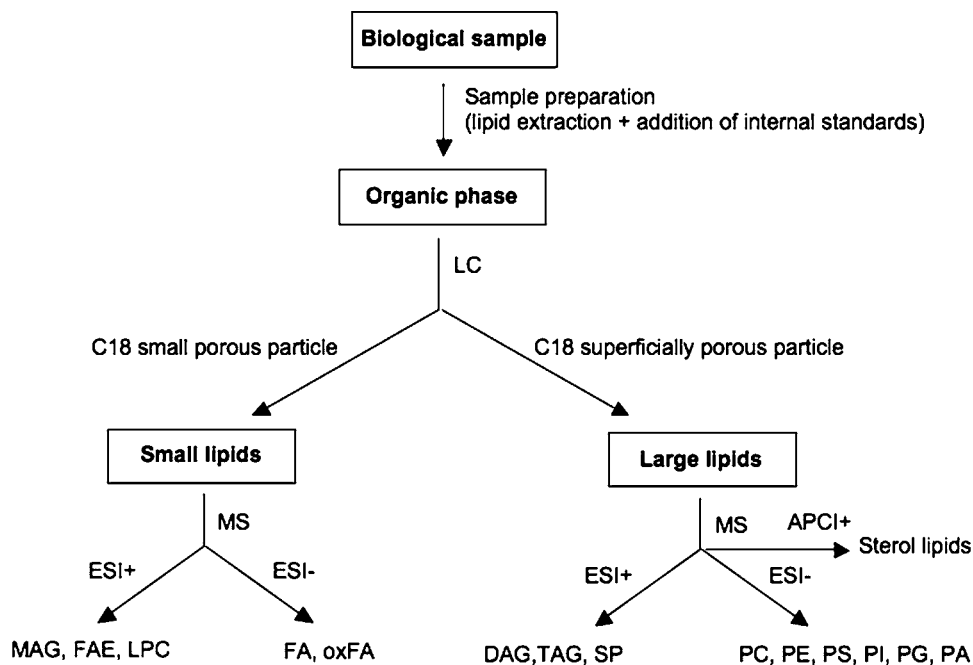 Biological sample
Sample preparation
(lipid extraction + addition of internal standards)
Organic phase
LC
C18 small porous particle
C18 superficially porous particle
Small lipids
Large lipids
MS
MS
APCI+
Sterol lipids
ESI+
ESI-
ESI+
ESI-
MAG, FAE, LPC
FA, oxFA
DAG,TAG, SP
PC, PE, PS, PI, PG, PA